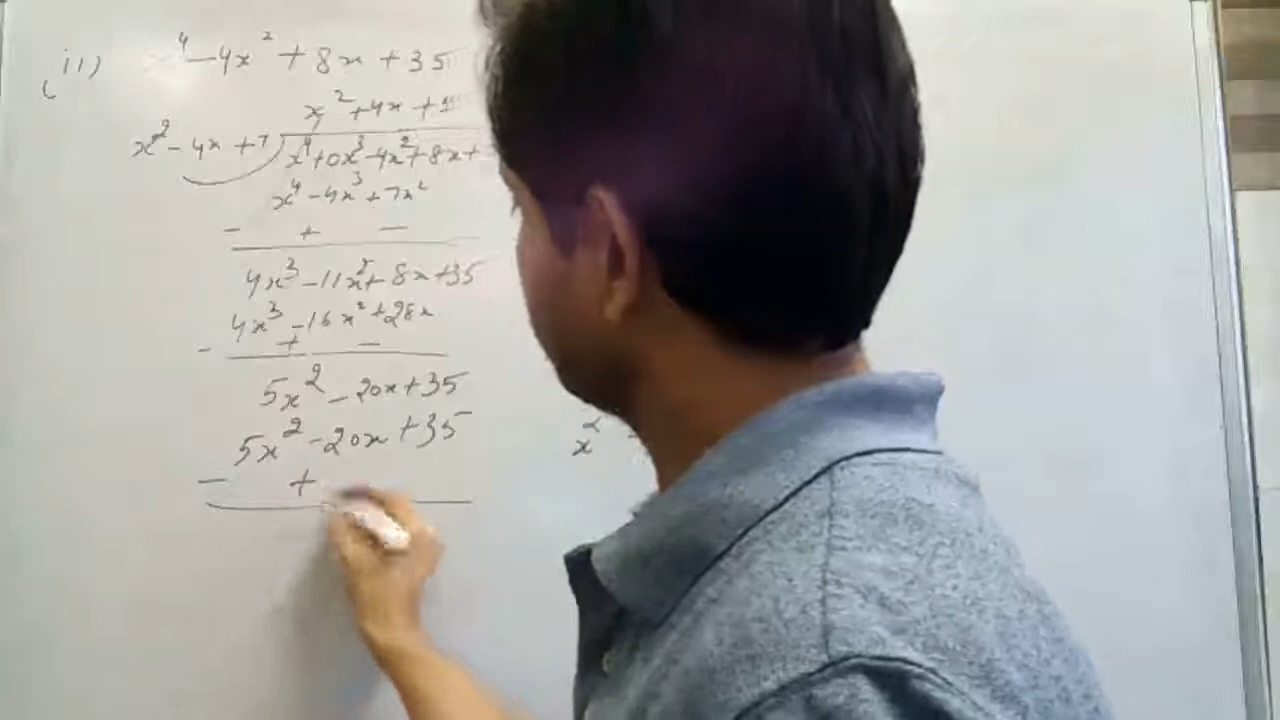 (ii) x⁴ - 4x² + 8x + 35
x² + 4x +
x² - 4x + 7 ) x⁴ + 0x³ - 4x² + 8x +
x⁴ - 4x³ + 7x²
- + -
4x³ - 11x² + 8x + 35
4x³ - 16x² + 28x
- + -
5x² - 20x + 35
5x² - 20x + 35
- +
x²